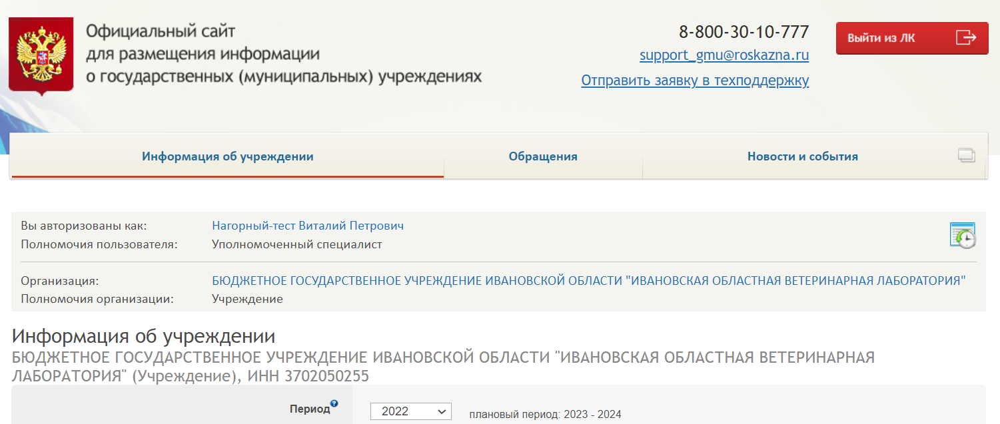 Официальный сайт
для размещения информации
о государственных (муниципальных) учреждениях
8-800-30-10-777
support_gmu@roskazna.ru
Отправить заявку в техподдержку
Выйти из ЛК
Информация об учреждении
Обращения
Новости и события
Вы авторизованы как: Нагорный-тест Виталий Петрович
Полномочия пользователя: Уполномоченный специалист
Организация: БЮДЖЕТНОЕ ГОСУДАРСТВЕННОЕ УЧРЕЖДЕНИЕ ИВАНОВСКОЙ ОБЛАСТИ "ИВАНОВСКАЯ ОБЛАСТНАЯ ВЕТЕРИНАРНАЯ ЛАБОРАТОРИЯ"
Полномочия организации: Учреждение
Информация об учреждении
БЮДЖЕТНОЕ ГОСУДАРСТВЕННОЕ УЧРЕЖДЕНИЕ ИВАНОВСКОЙ ОБЛАСТИ "ИВАНОВСКАЯ ОБЛАСТНАЯ ВЕТЕРИНАРНАЯ
ЛАБОРАТОРИЯ" (Учреждение), ИНН 3702050255
Период ? 2022 плановый период: 2023 - 2024